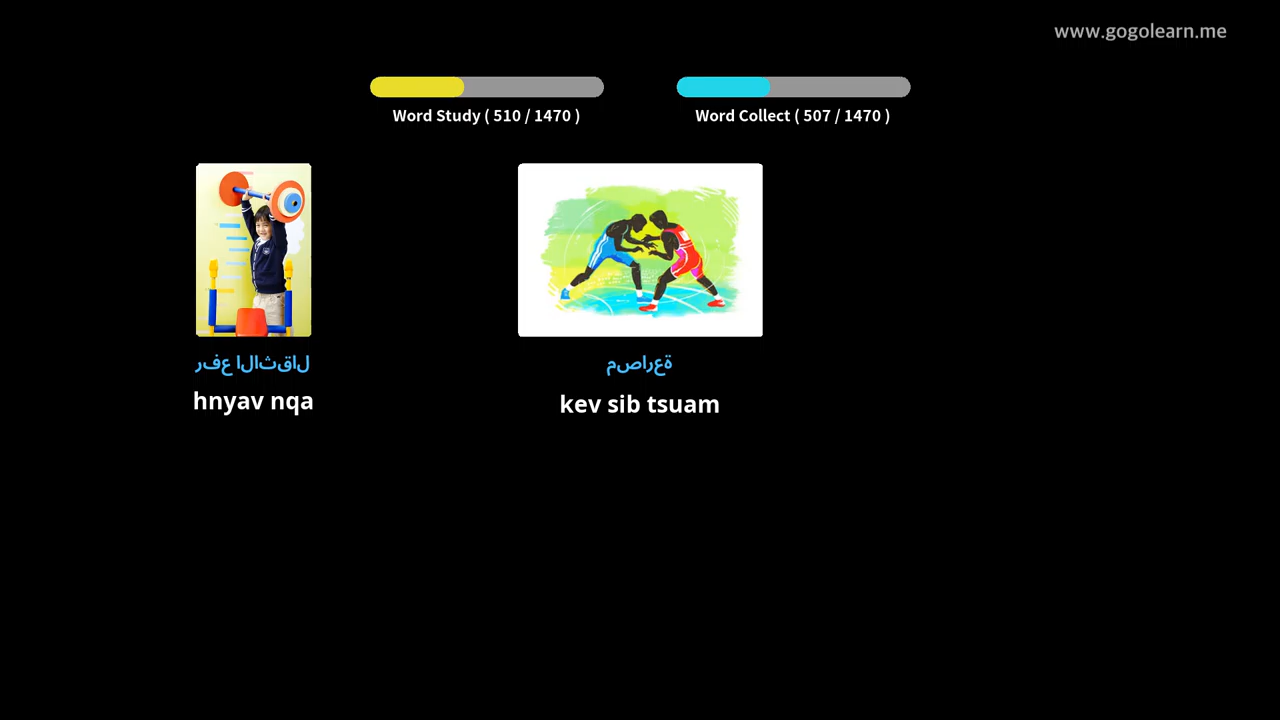 www.gogolearn.me
Word Study ( 510 / 1470 )
Word Collect ( 507 / 1470 )
رفع الاثقال
hnyav nqa
مصارعة
kev sib tsuam